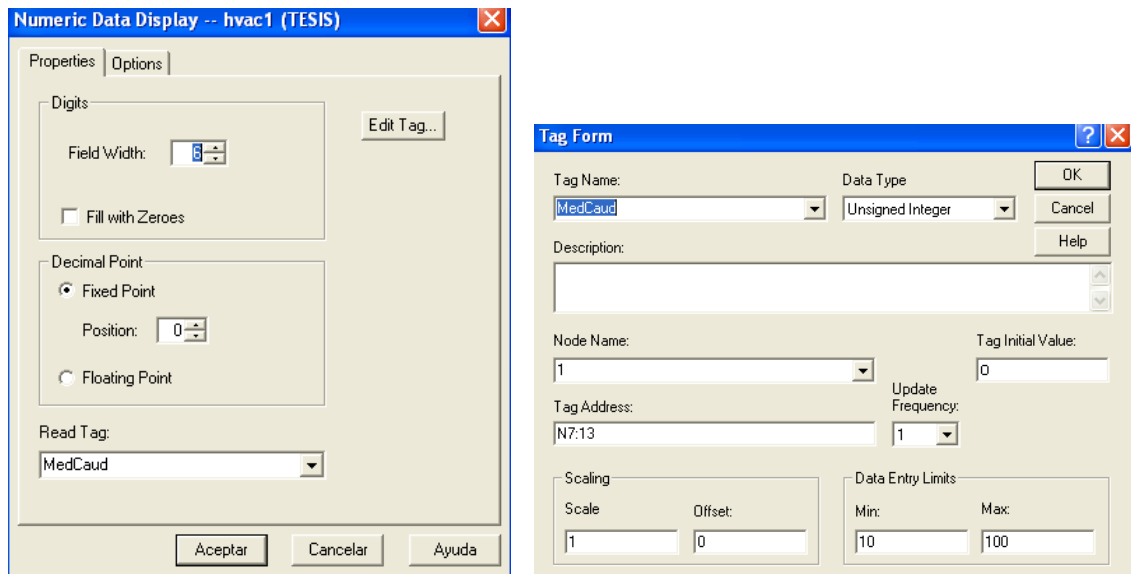 Numeric Data Display -- hvac1 (TESIS)
Properties
Options
Digits
Field Width:
6
Edit Tag...
Fill with Zeroes
Decimal Point
Fixed Point
Position:
0
Floating Point
Read Tag:
MedCaud
Aceptar
Cancelar
Ayuda
Tag Form
Tag Name:
Data Type
OK
MedCaud
Unsigned Integer
Cancel
Description:
Help
Node Name:
Tag Initial Value:
1
0
Update
Frequency:
Tag Address:
N7:13
1
Scaling
Data Entry Limits
Scale
Offset:
Min:
Max:
1
0
10
100